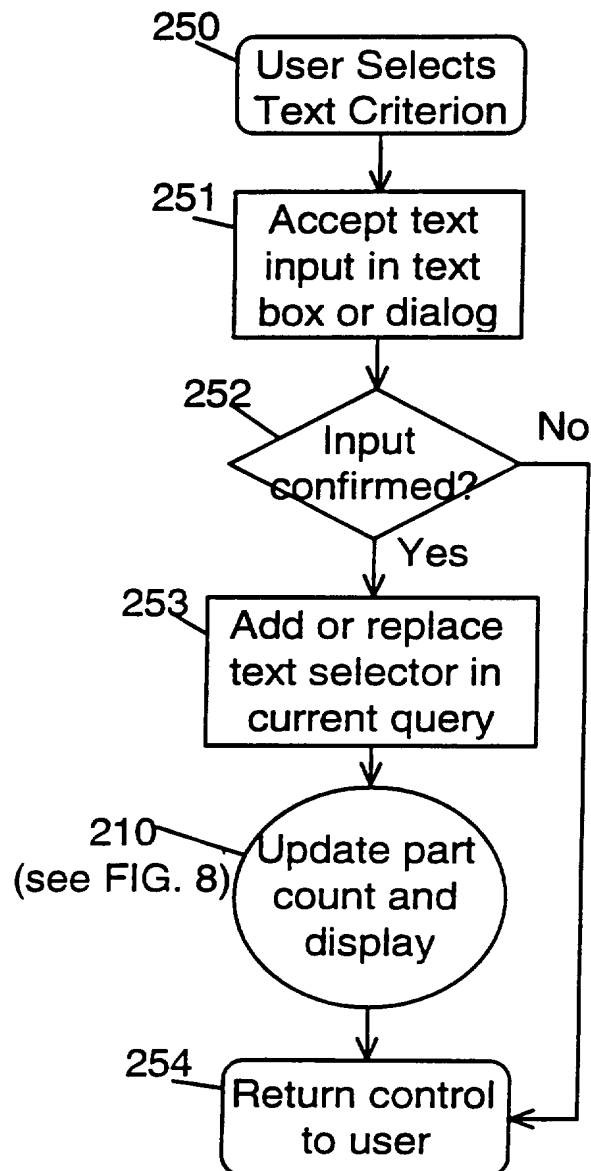 250
User Selects
Text Criterion
251
Accept text
input in text
box or dialog
252
Input
confirmed?
No
Yes
253
Add or replace
text selector in
current query
210
(see FIG. 8)
Update part
count and
display
254
Return control
to user